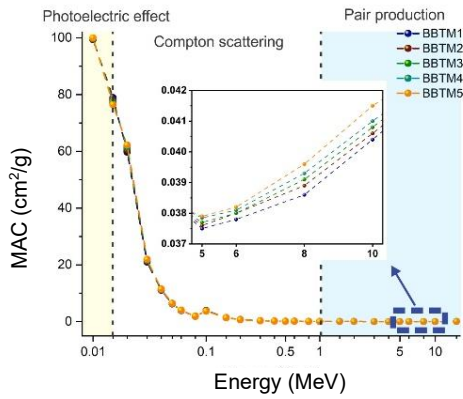 Photoelectric effect
Compton scattering
Pair production
BBTM1
BBTM2
BBTM3
BBTM4
BBTM5
MAC (cm²/g)
100
80
60
40
20
0
0.042
0.041
0.040
0.039
0.038
0.037
5 6 8 10
0.01 0.1 0.5 1 5 10
Energy (MeV)